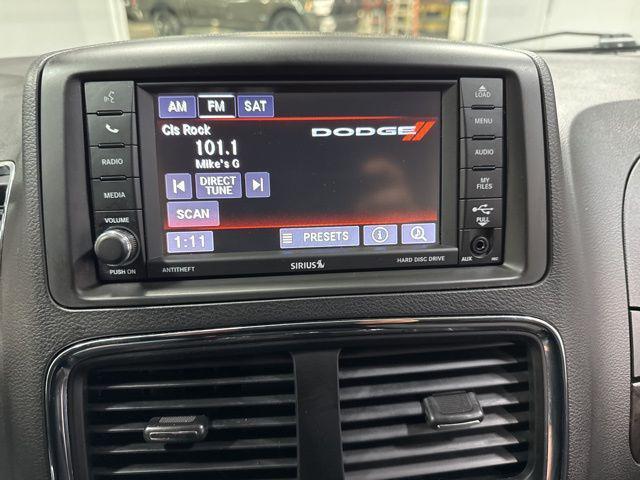 AM FM SAT
Cls Rock
101.1
Mike's G
DODGE
DIRECT
TUNE
SCAN
1:11
PRESETS
RADIO
MEDIA
VOLUME
PUSH ON
ANTITHEFT
SIRIUS
HARD DISC DRIVE
LOAD
MENU
AUDIO
MY
FILES
PULL
AUX
MIC